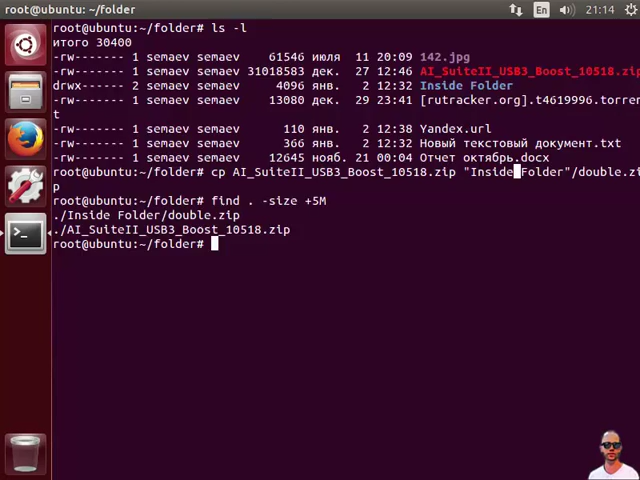 root@ubuntu: ~/folder
En
21:14
root@ubuntu:~/folder# ls -l
итого 30400
-rw------- 1 semaev semaev 61546 июля 11 20:09 142.jpg
-rw------- 1 semaev semaev 31018583 дек. 27 12:46 AI_SuiteII_USB3_Boost_10518.zip
drwx------ 2 semaev semaev 4096 янв. 2 12:32 Inside Folder
-rw------- 1 semaev semaev 13080 дек. 29 23:41 [rutracker.org].t4619996.torren
t
-rw------- 1 semaev semaev 110 янв. 2 12:38 Yandex.url
-rw------- 1 semaev semaev 366 янв. 2 12:32 Новый текстовый документ.txt
-rw------- 1 semaev semaev 12645 нояб. 21 00:04 Отчет октябрь.docx
root@ubuntu:~/folder# cp AI_SuiteII_USB3_Boost_10518.zip "Inside Folder"/double.zi
p
root@ubuntu:~/folder# find . -size +5M
./Inside Folder/double.zip
./AI_SuiteII_USB3_Boost_10518.zip
root@ubuntu:~/folder#